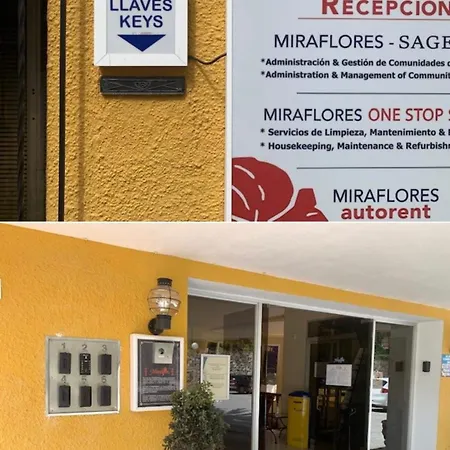 LLAVES
KEYS
RECEPCION
MIRAFLORES - SAGE
*Administración & Gestión de Comunidades d
*Administration & Management of Communit
MIRAFLORES ONE STOP S
* Servicios de Limpieza, Mantenimiento &
* Housekeeping, Maintenance & Refurbish
MIRAFLORES
autorent
1 2 3
4 5 6